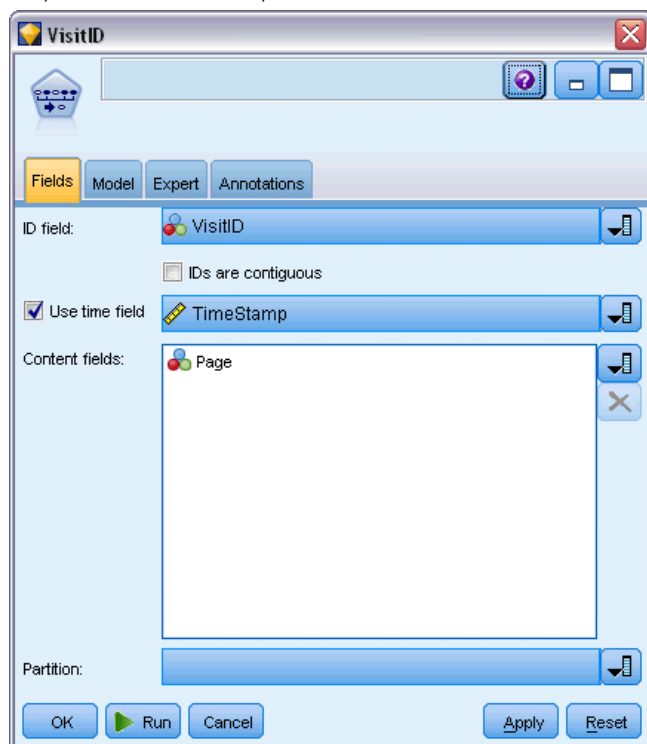 VisitID
Fields Model Expert Annotations
ID field: VisitID
IDs are contiguous
Use time field TimeStamp
Content fields: Page
Partition:
OK Run Cancel Apply Reset